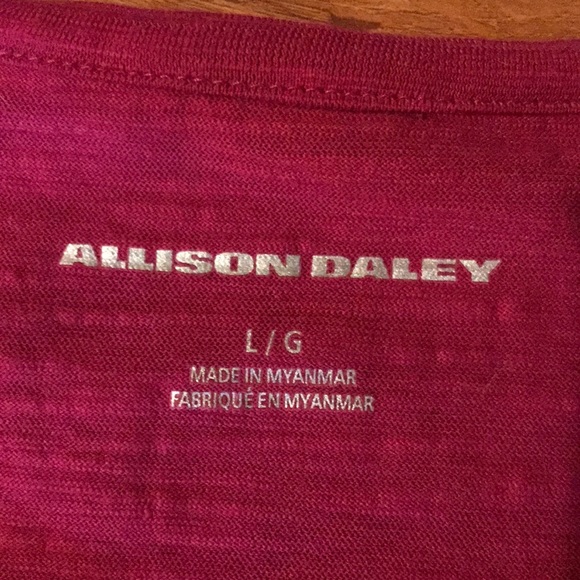 ALLISON DALEY
L / G
MADE IN MYANMAR
FABRIQUÉ EN MYANMAR